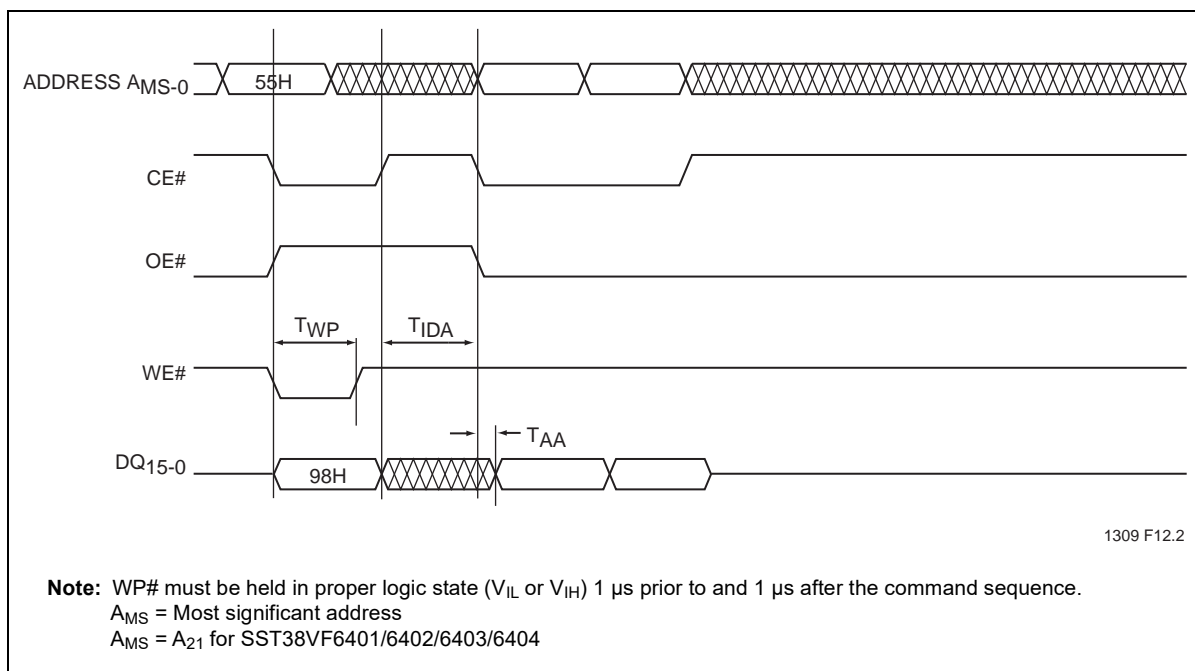 ADDRESS AMS-0
55H
CE#
OE#
TWP
TIDA
WE#
TAA
DQ15-0
98H
1309 F12.2
Note: WP# must be held in proper logic state (VIL or VIH) 1 µs prior to and 1 µs after the command sequence.
AMS = Most significant address
AMS = A21 for SST38VF6401/6402/6403/6404